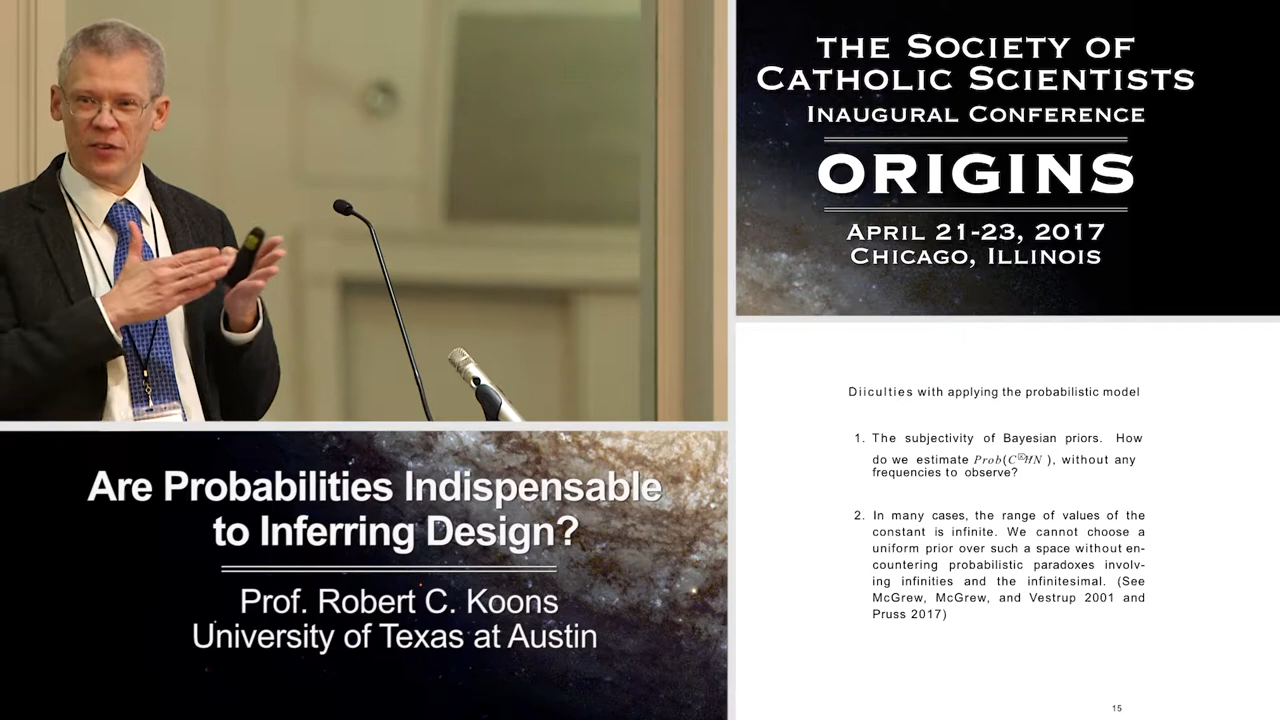 THE SOCIETY OF
CATHOLIC SCIENTISTS
INAUGURAL CONFERENCE
ORIGINS
APRIL 21-23, 2017
CHICAGO, ILLINOIS
Are Probabilities Indispensable
to Inferring Design?
Prof. Robert C. Koons
University of Texas at Austin
Diiculties with applying the probabilistic model
1. The subjectivity of Bayesian priors. How
do we estimate Prob(C HN ), without any
frequencies to observe?
2. In many cases, the range of values of the
constant is infinite. We cannot choose a
uniform prior over such a space without en-
countering probabilistic paradoxes involv-
ing infinities and the infinitesimal. (See
McGrew, McGrew, and Vestrup 2001 and
Pruss 2017)
15